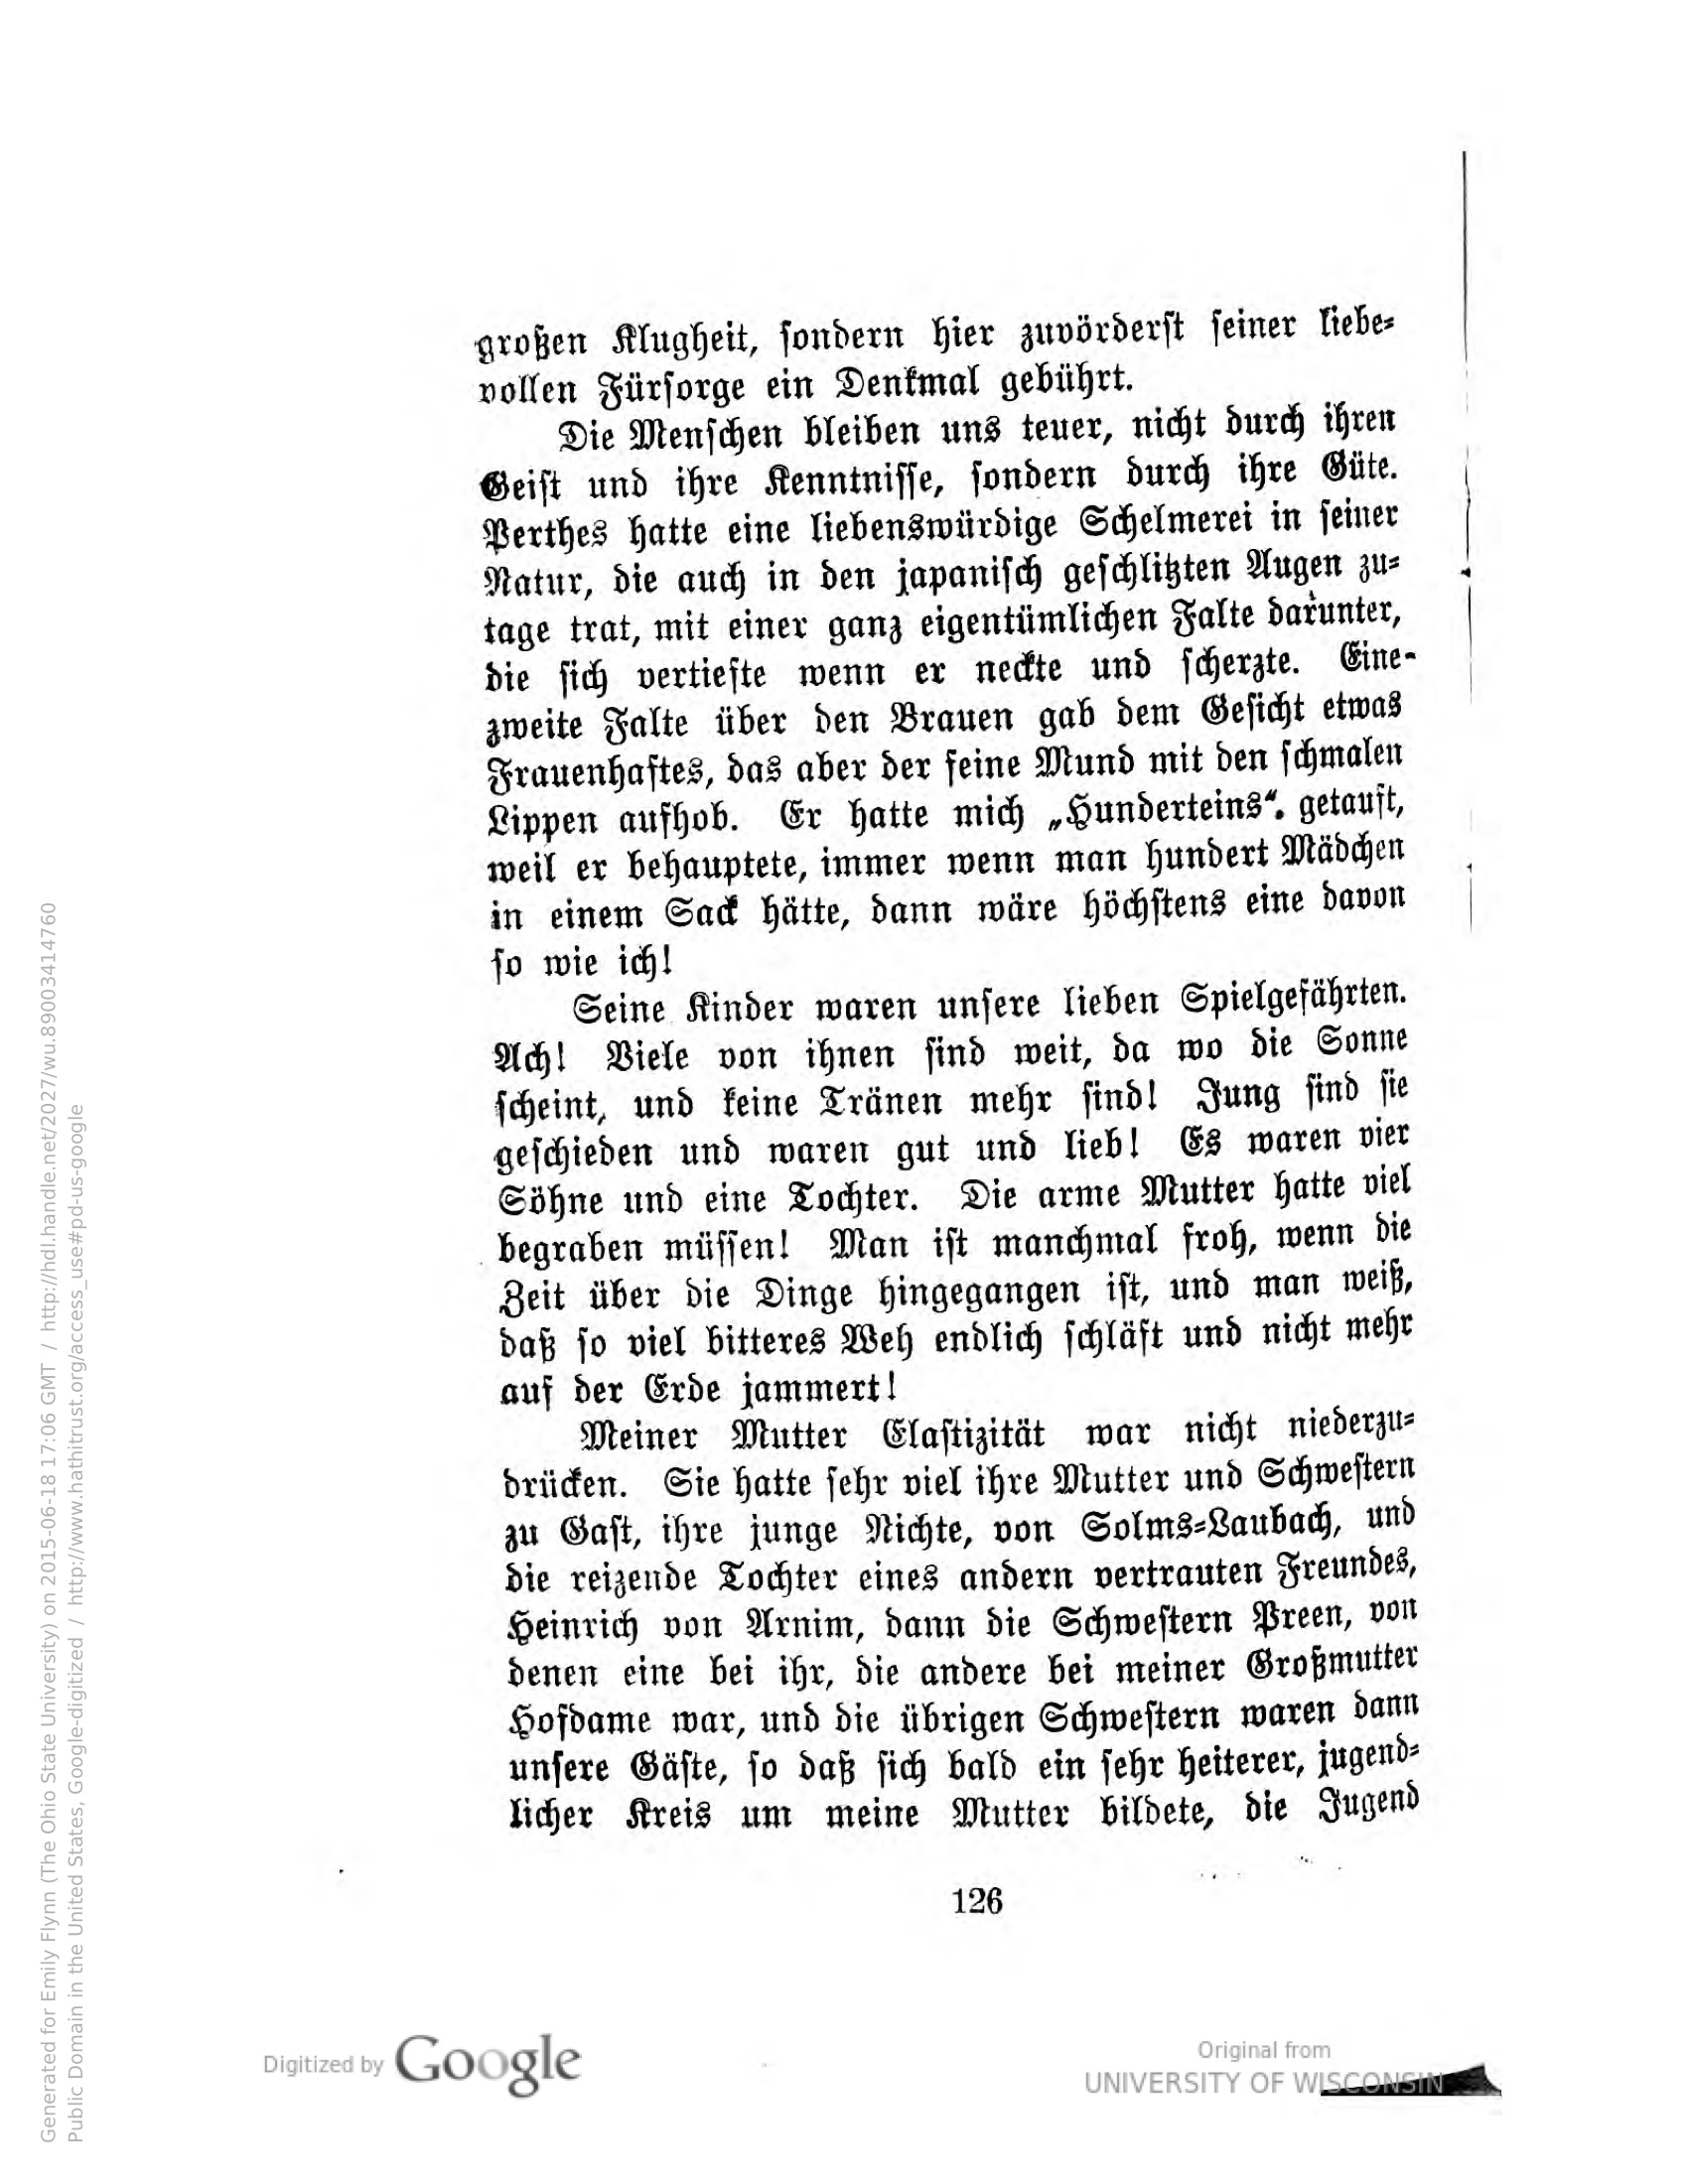 großen Klugheit, sondern hier zuvörderst seiner liebe-
vollen Fürsorge ein Denkmal gebührt.
Die Menschen bleiben uns teuer, nicht durch ihren
Geist und ihre Kenntnisse, sondern durch ihre Güte.
Perthes hatte eine liebenswürdige Schelmerei in seiner
Natur, die auch in den japanisch geschlitzten Augen zu-
tage trat, mit einer ganz eigentümlichen Falte darunter,
die sich vertiefte wenn er neckte und scherzte. Eine-
zweite Falte über den Brauen gab dem Gesicht etwas
Frauenhaftes, das aber der feine Mund mit den schmalen
Lippen aufhob. Er hatte mich „Hunderteins“. getauft,
weil er behauptete, immer wenn man hundert Mädchen
in einem Sack hätte, dann wäre höchstens eine davon
so wie ich!
Seine Kinder waren unsere lieben Spielgefährten.
Ach! Viele von ihnen sind weit, da wo die Sonne
scheint, und keine Tränen mehr sind! Jung sind sie
geschieden und waren gut und lieb! Es waren vier
Söhne und eine Tochter. Die arme Mutter hatte viel
begraben müssen! Man ist manchmal froh, wenn die
Zeit über die Dinge hingegangen ist, und man weiß,
daß so viel bitteres Weh endlich schläft und nicht mehr
auf der Erde jammert!
Meiner Mutter Elastizität war nicht niederzu-
drücken. Sie hatte sehr viel ihre Mutter und Schwestern
zu Gast, ihre junge Nichte, von Solms-Laubach, und
die reizende Tochter eines andern vertrauten Freundes,
Heinrich von Arnim, dann die Schwestern Preen, von
denen eine bei ihr, die andere bei meiner Großmutter
Hofdame war, und die übrigen Schwestern waren dann
unsere Gäste, so daß sich bald ein sehr heiterer, jugend-
licher Kreis um meine Mutter bildete, die Jugend
126
Digitized by Google
Original from
UNIVERSITY OF WISCONSIN
Generated for Emily Flynn (The Ohio State University) on 2015-06-18 17:06 GMT / http://hdl.handle.net/2027/wu.89003414760
Public Domain in the United States, Google-digitized / http://www.hathitrust.org/access_use#pd-us-google